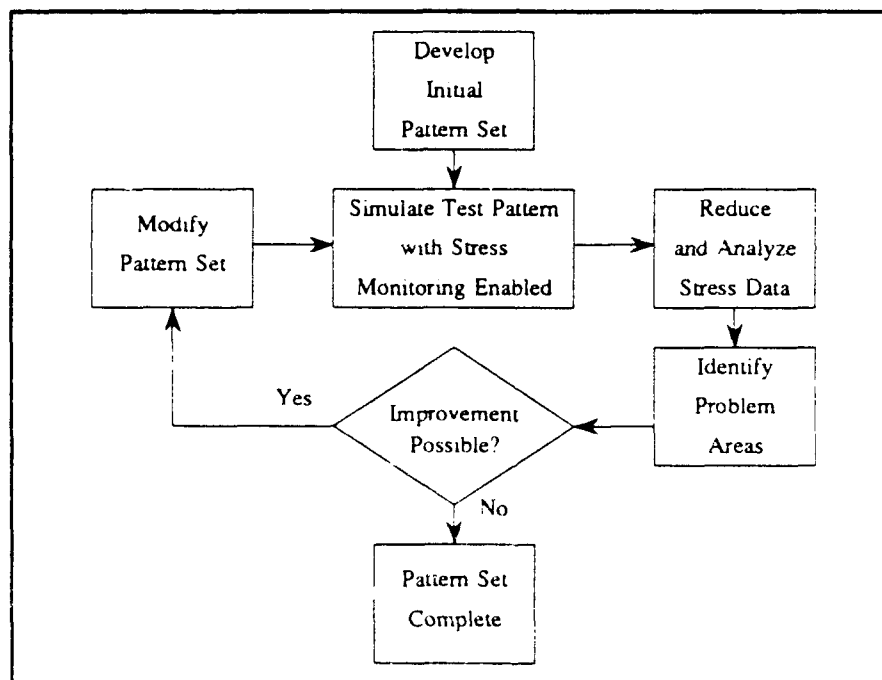 Develop
Initial
Pattern Set
Modify
Pattern Set
Simulate Test Pattern
with Stress
Monitoring Enabled
Reduce
and Analyze
Stress Data
Identify
Problem
Areas
Improvement
Possible?
Yes
No
Pattern Set
Complete